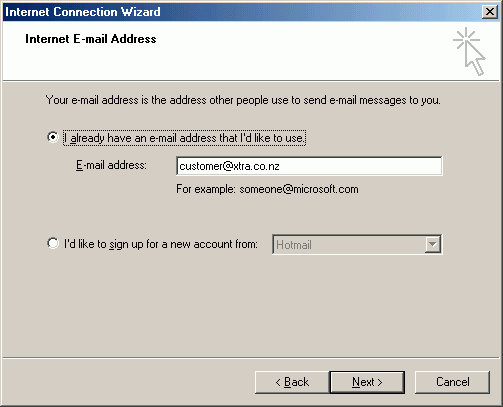 Internet Connection Wizard
Internet E-mail Address
Your e-mail address is the address other people use to send e-mail messages to you.
I already have an e-mail address that I'd like to use.
E-mail address: customer@xtra.co.nz
For example: someone@microsoft.com
I'd like to sign up for a new account from: Hotmail
< Back Next > Cancel